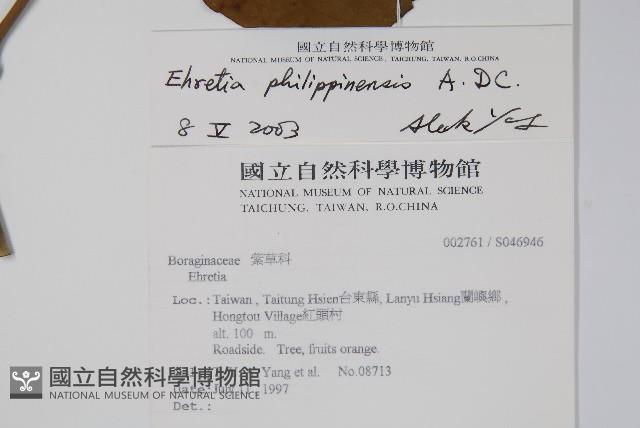 國立自然科學博物館
NATIONAL MUSEUM OF NATURAL SCIENCE, TAICHUNG, TAIWAN, R.O.CHINA
Ehretia philippinensis A. DC.
8 V 2003
國立自然科學博物館
NATIONAL MUSEUM OF NATURAL SCIENCE
TAICHUNG, TAIWAN, R.O.CHINA
002761 / S046946
Boraginaceae 紫草科
Ehretia
Loc.: Taiwan, Taitung Hsien台東縣, Lanyu Hsiang蘭嶼鄉,
Hongtou Village紅頭村
alt. 100 m.
Roadside. Tree, fruits orange.
Yang et al. No.08713
1997
Det.:
國立自然科學博物館
NATIONAL MUSEUM OF NATURAL SCIENCE